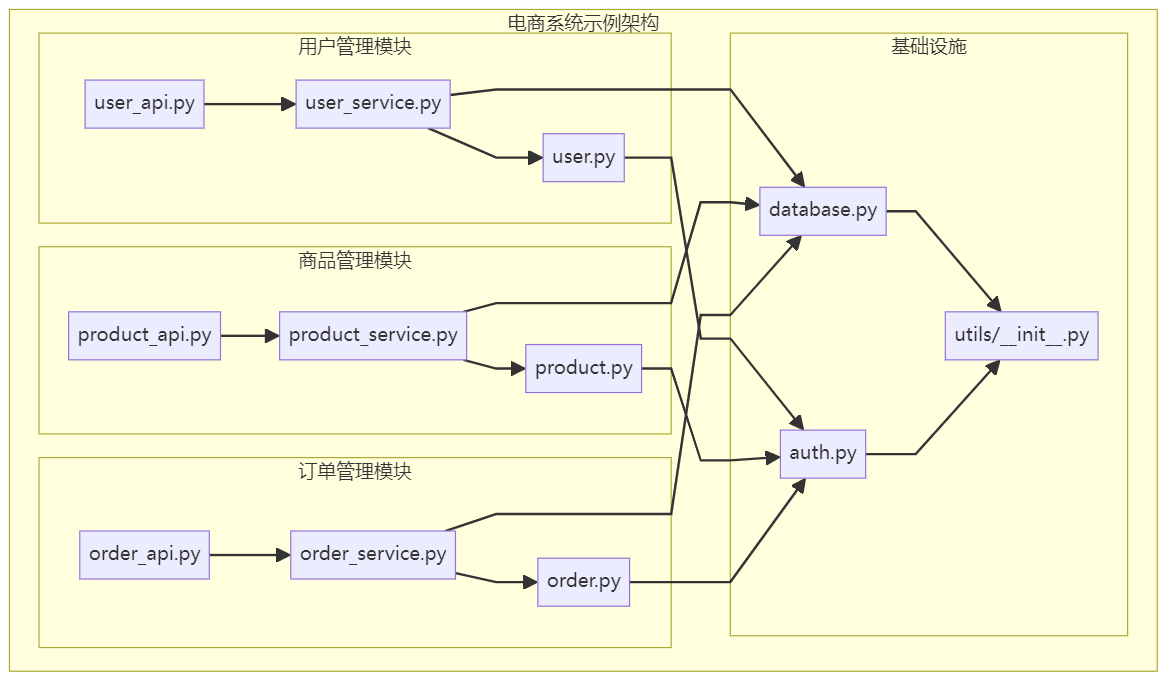 电商系统示例架构
用户管理模块
user_api.py
user_service.py
user.py
商品管理模块
product_api.py
product_service.py
product.py
订单管理模块
order_api.py
order_service.py
order.py
基础设施
database.py
utils/__init__.py
auth.py